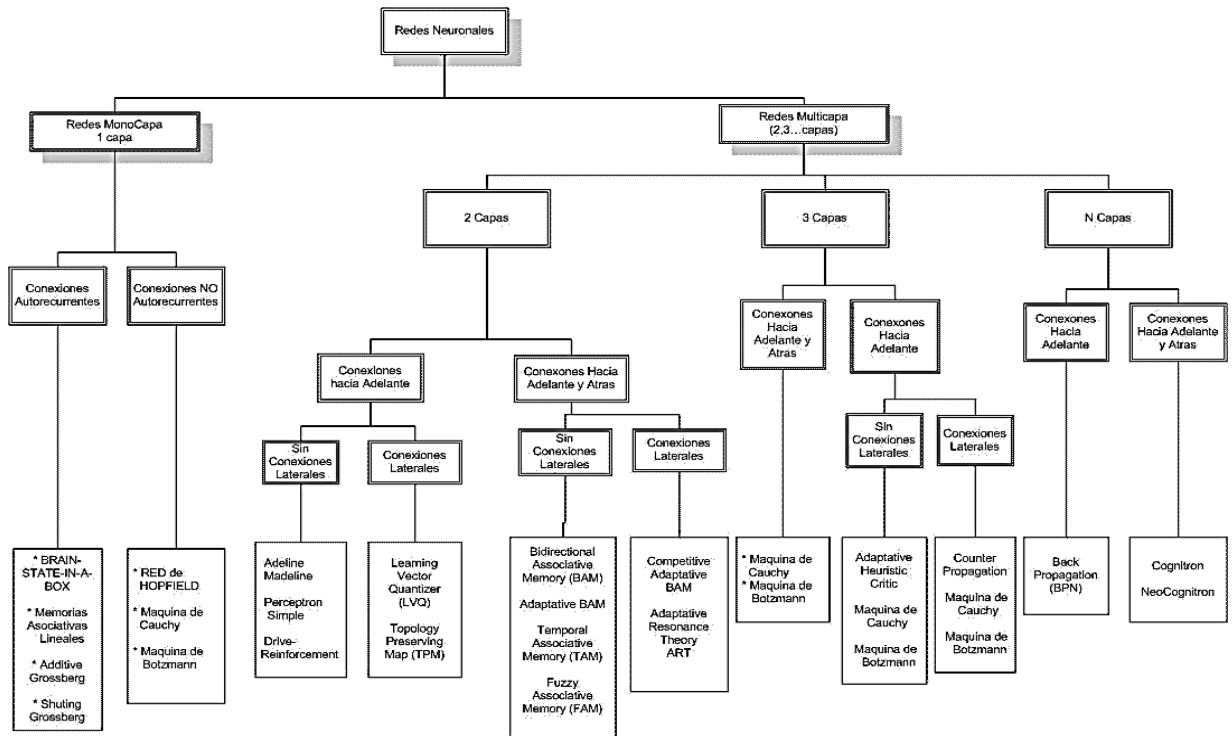 Redes Neuronales
Redes MonoCapa
1 capa
Redes Multicapa
(2,3...capas)
2 Capas
3 Capas
N Capas
Conexiones
Autorecurrentes
Conexiones NO
Autorecurrentes
Conexones
Hacia
Adelante y
Atras
Conexones
Hacia
Adelante
Conexones
Hacia
Adelante
Conexones
Hacia Adelante
y Atras
Conexiones
hacia Adelante
Conexones Hacia
Adelante y Atras
Sin
Conexiones
Laterales
Conexiones
Laterales
Sin
Conexiones
Laterales
Conexiones
Laterales
Sin
Conexiones
Laterales
Conexiones
Laterales
* BRAIN-
STATE-IN-A-
BOX
* Memorias
Asociativas
Lineales
* Additive
Grossberg
* Shuting
Grossberg
* RED de
HOPFIELD
* Maquina de
Cauchy
* Maquina de
Botzmann
Adeline
Madeline
Perceptron
Simple
Drive-
Reinforcement
Learning
Vector
Quantizer
(LVQ)
Topology
Preserving
Map (TPM)
Bidirectional
Associative
Memory (BAM)
Adaptative BAM
Temporal
Associative
Memory (TAM)
Fuzzy
Associative
Memory (FAM)
Competitive
Adaptative
BAM
Adaptative
Resonance
Theory
ART
* Maquina de
Cauchy
* Maquina de
Botzmann
Adaptative
Heuristic
Critic
Maquina de
Cauchy
Maquina de
Botzmann
Counter
Propagation
Maquina de
Cauchy
Maquina de
Botzmann
Back
Propagation
(BPN)
Cognitron
NeoCognitron